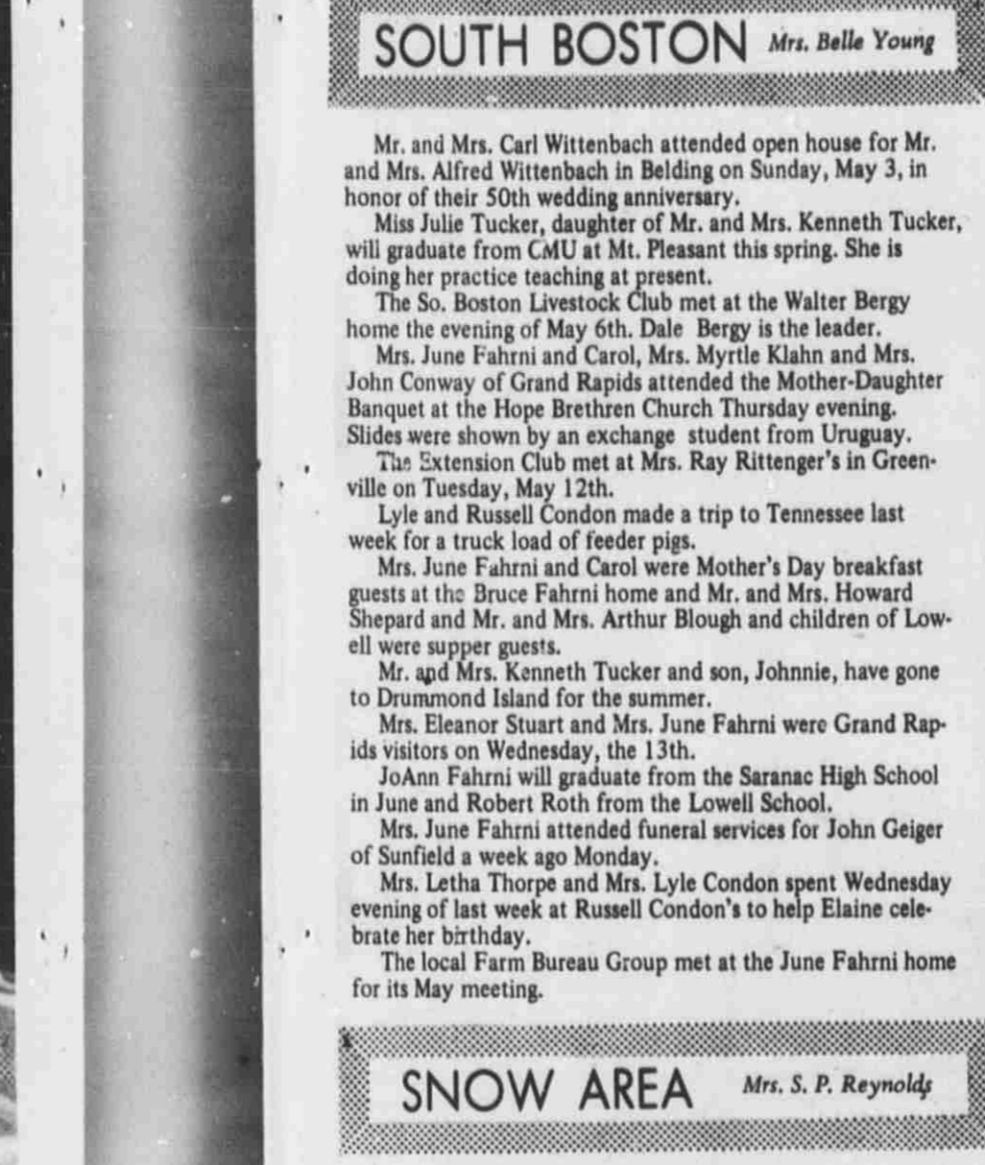 SOUTH BOSTON Mrs. Belle Young
Mr. and Mrs. Carl Wittenbach attended open house for Mr.
and Mrs. Alfred Wittenbach in Belding on Sunday, May 3, in
honor of their 50th wedding anniversary.
Miss Julie Tucker, daughter of Mr. and Mrs. Kenneth Tucker,
will graduate from CMU at Mt. Pleasant this spring. She is
doing her practice teaching at present.
The So. Boston Livestock Club met at the Walter Bergy
home the evening of May 6th. Dale Bergy is the leader.
Mrs. June Fahrni and Carol, Mrs. Myrtle Klahn and Mrs.
John Conway of Grand Rapids attended the Mother-Daughter
Banquet at the Hope Brethren Church Thursday evening.
Slides were shown by an exchange student from Uruguay.
The Extension Club met at Mrs. Ray Rittenger's in Green-
ville on Tuesday, May 12th.
Lyle and Russell Condon made a trip to Tennessee last
week for a truck load of feeder pigs.
Mrs. June Fahrni and Carol were Mother's Day breakfast
guests at the Bruce Fahrni home and Mr. and Mrs. Howard
Shepard and Mr. and Mrs. Arthur Blough and children of Low-
ell were supper guests.
Mr. and Mrs. Kenneth Tucker and son, Johnnie, have gone
to Drummond Island for the summer.
Mrs. Eleanor Stuart and Mrs. June Fahrni were Grand Rap-
ids visitors on Wednesday, the 13th.
JoAnn Fahrni will graduate from the Saranac High School
in June and Robert Roth from the Lowell School.
Mrs. June Fahrni attended funeral services for John Geiger
of Sunfield a week ago Monday.
Mrs. Letha Thorpe and Mrs. Lyle Condon spent Wednesday
evening of last week at Russell Condon's to help Elaine cele-
brate her birthday.
The local Farm Bureau Group met at the June Fahrni home
for its May meeting.
SNOW AREA Mrs. S. P. Reynolds